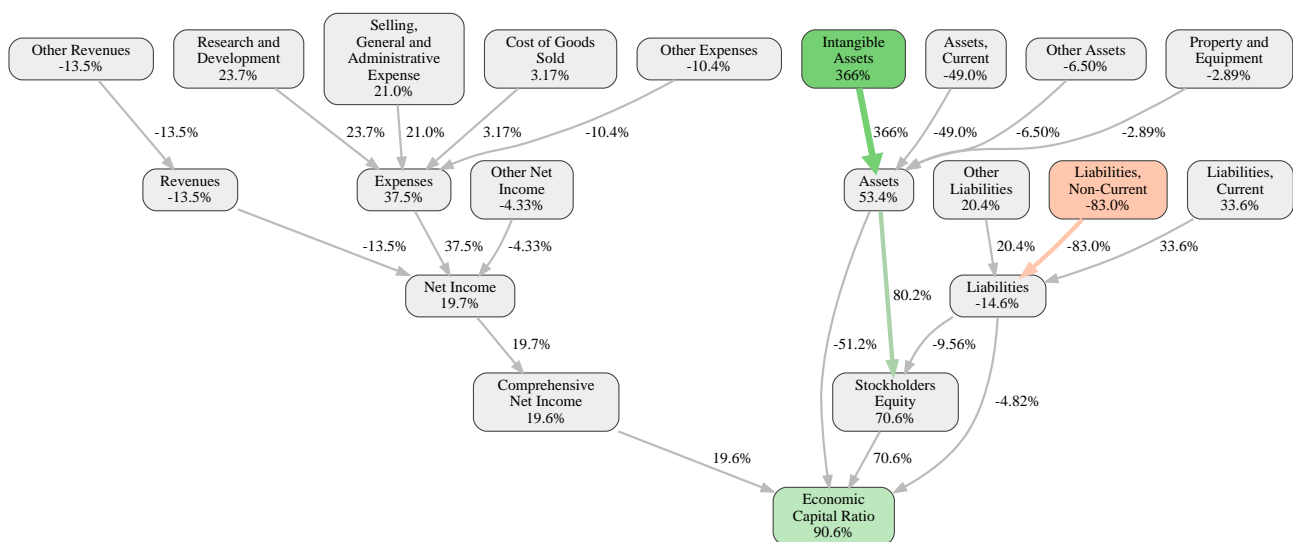 Other Revenues
-13.5%
Research and
Development
23.7%
Selling,
General and
Administrative
Expense
21.0%
Cost of Goods
Sold
3.17%
Other Expenses
-10.4%
Intangible
Assets
366%
Assets,
Current
-49.0%
Other Assets
-6.50%
Property and
Equipment
-2.89%
-13.5%
23.7%
21.0%
3.17%
-10.4%
366%
-49.0%
-6.50%
-2.89%
Revenues
-13.5%
Expenses
37.5%
Other Net
Income
-4.33%
Assets
53.4%
Other
Liabilities
20.4%
Liabilities,
Non-Current
-83.0%
Liabilities,
Current
33.6%
-13.5%
37.5%
-4.33%
20.4%
-83.0%
33.6%
Net Income
19.7%
80.2%
Liabilities
-14.6%
19.7%
-51.2%
-9.56%
Comprehensive
Net Income
19.6%
Stockholders
Equity
70.6%
-4.82%
19.6%
70.6%
Economic
Capital Ratio
90.6%